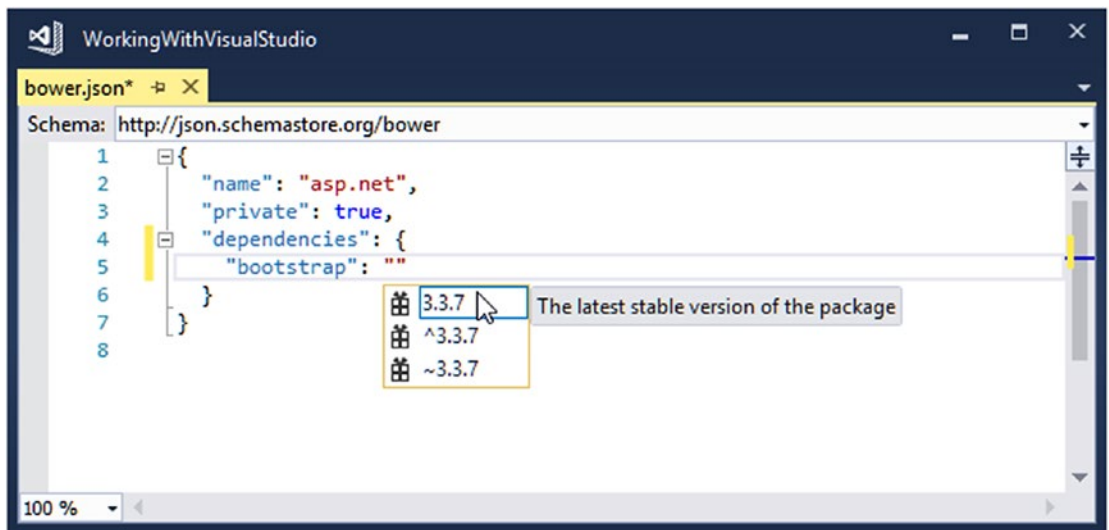 WorkingWithVisualStudio
bower.json*
Schema: http://json.schemastore.org/bower
1 {
2 "name": "asp.net",
3 "private": true,
4 "dependencies": {
5 "bootstrap": ""
6 }
7 }
8
3.3.7 The latest stable version of the package
^3.3.7
~3.3.7
100 %